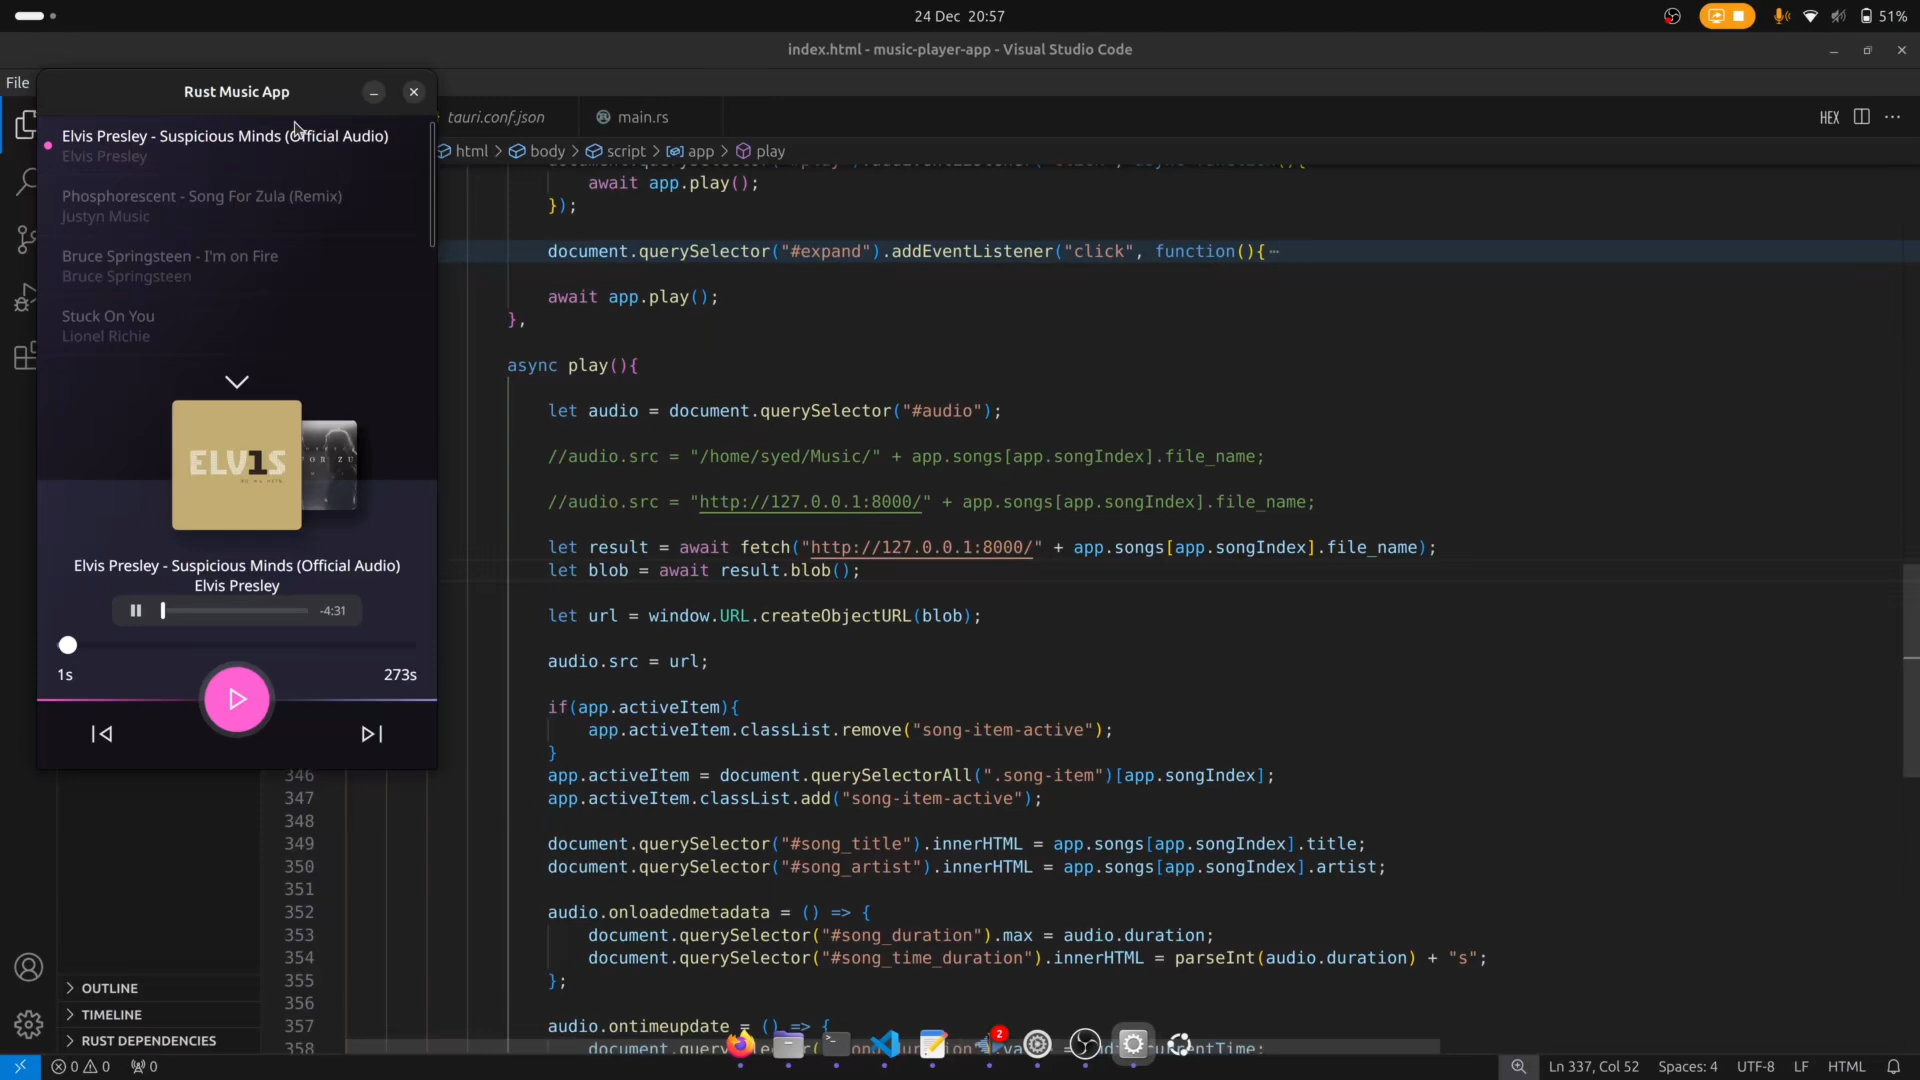 24 Dec 20:57
51%
index.html - music-player-app - Visual Studio Code
File
Rust Music App
Elvis Presley - Suspicious Minds (Official Audio)
Elvis Presley
Phosphorescent - Song For Zula (Remix)
Justyn Music
Bruce Springsteen - I'm on Fire
Bruce Springsteen
Stuck On You
Lionel Richie
ELV1S
Elvis Presley - Suspicious Minds (Official Audio)
Elvis Presley
-4:31
1s
273s
tauri.conf.json
main.rs
HEX
html > body > script > app > play
await app.play();
});
document.querySelector("#expand").addEventListener("click", function(){
await app.play();
},
async play(){
let audio = document.querySelector("#audio");
//audio.src = "/home/syed/Music/" + app.songs[app.songIndex].file_name;
//audio.src = "http://127.0.0.1:8000/" + app.songs[app.songIndex].file_name;
let result = await fetch("http://127.0.0.1:8000/" + app.songs[app.songIndex].file_name);
let blob = await result.blob();
let url = window.URL.createObjectURL(blob);
audio.src = url;
if(app.activeItem){
app.activeItem.classList.remove("song-item-active");
}
346 app.activeItem = document.querySelectorAll(".song-item")[app.songIndex];
347 app.activeItem.classList.add("song-item-active");
348
349 document.querySelector("#song_title").innerHTML = app.songs[app.songIndex].title;
350 document.querySelector("#song_artist").innerHTML = app.songs[app.songIndex].artist;
351
352 audio.onloadedmetadata = () => {
353 document.querySelector("#song_duration").max = audio.duration;
354 document.querySelector("#song_time_duration").innerHTML = parseInt(audio.duration) + "s";
355 };
356
357 audio.ontimeupdate = () => {
358
OUTLINE
TIMELINE
RUST DEPENDENCIES
2
0 0
0
Ln 337, Col 52
Spaces: 4
UTF-8
LF
HTML